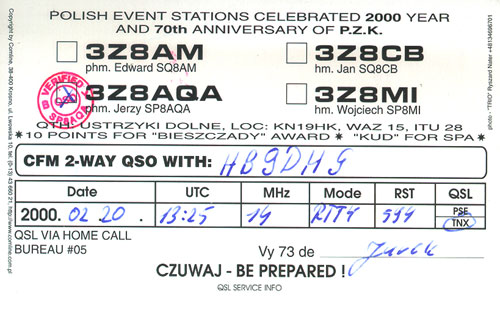 POLISH EVENT STATIONS CELEBRATED 2000 YEAR
AND 70th ANNIVERSARY OF P.Z.K.
3Z8AM
phm. Edward SQ8AM
3Z8CB
hm. Jan SQ8CB
3Z8AQA
phm. Jerzy SP8AQA
3Z8MI
hm. Wojciech SP8MI
VERIFIED BY SP8AQA
QSO
QTH: USTRZYKI DOLNE, LOC: KN19HK, WAZ 15, ITU 28
*10 POINTS FOR "BIESZCZADY" AWARD * "KUD" FOR SPA*
CFM 2-WAY QSO WITH: HB9DHG
Date UTC MHz Mode RST QSL
2000. 02. 20. 13:25 14 RTTY 599 PSE
TNX
QSL VIA HOME CALL
BUREAU #05
Vy 73 de Jurek
CZUWAJ - BE PREPARED !
QSL SERVICE INFO